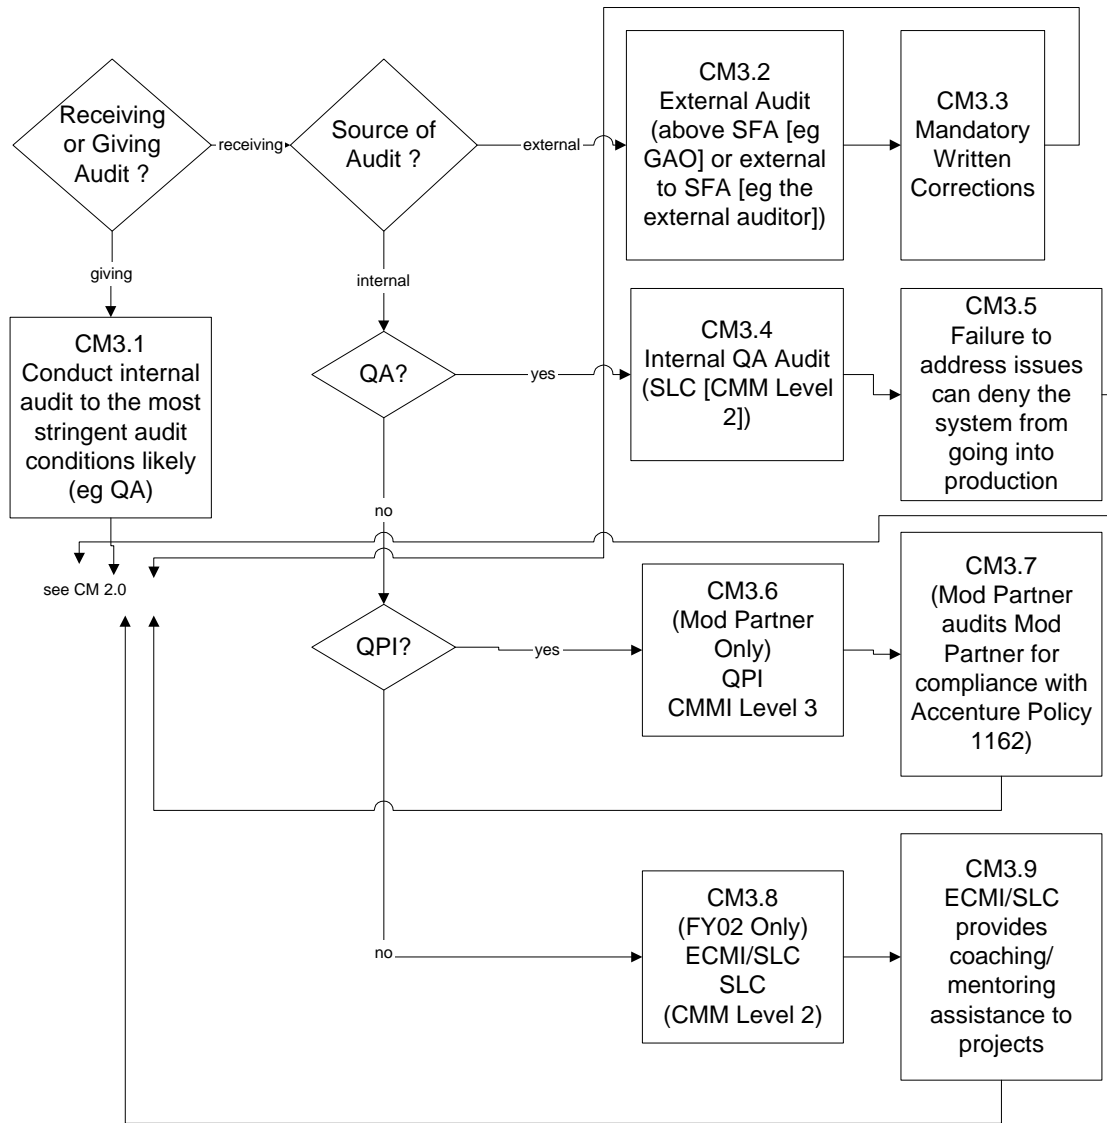 Receiving
or Giving
Audit ?
receiving
Source of
Audit ?
external
CM3.2
External Audit
(above SFA [eg
GAO] or external
to SFA [eg the
external auditor])
CM3.3
Mandatory
Written
Corrections
giving
internal
CM3.1
Conduct internal
audit to the most
stringent audit
conditions likely
(eg QA)
QA?
yes
CM3.4
Internal QA Audit
(SLC [CMM Level
2])
CM3.5
Failure to
address issues
can deny the
system from
going into
production
no
see CM 2.0
QPI?
yes
CM3.6
(Mod Partner
Only)
QPI
CMMI Level 3
CM3.7
(Mod Partner
audits Mod
Partner for
compliance with
Accenture Policy
1162)
no
CM3.8
(FY02 Only)
ECMI/SLC
SLC
(CMM Level 2)
CM3.9
ECMI/SLC
provides
coaching/
mentoring
assistance to
projects